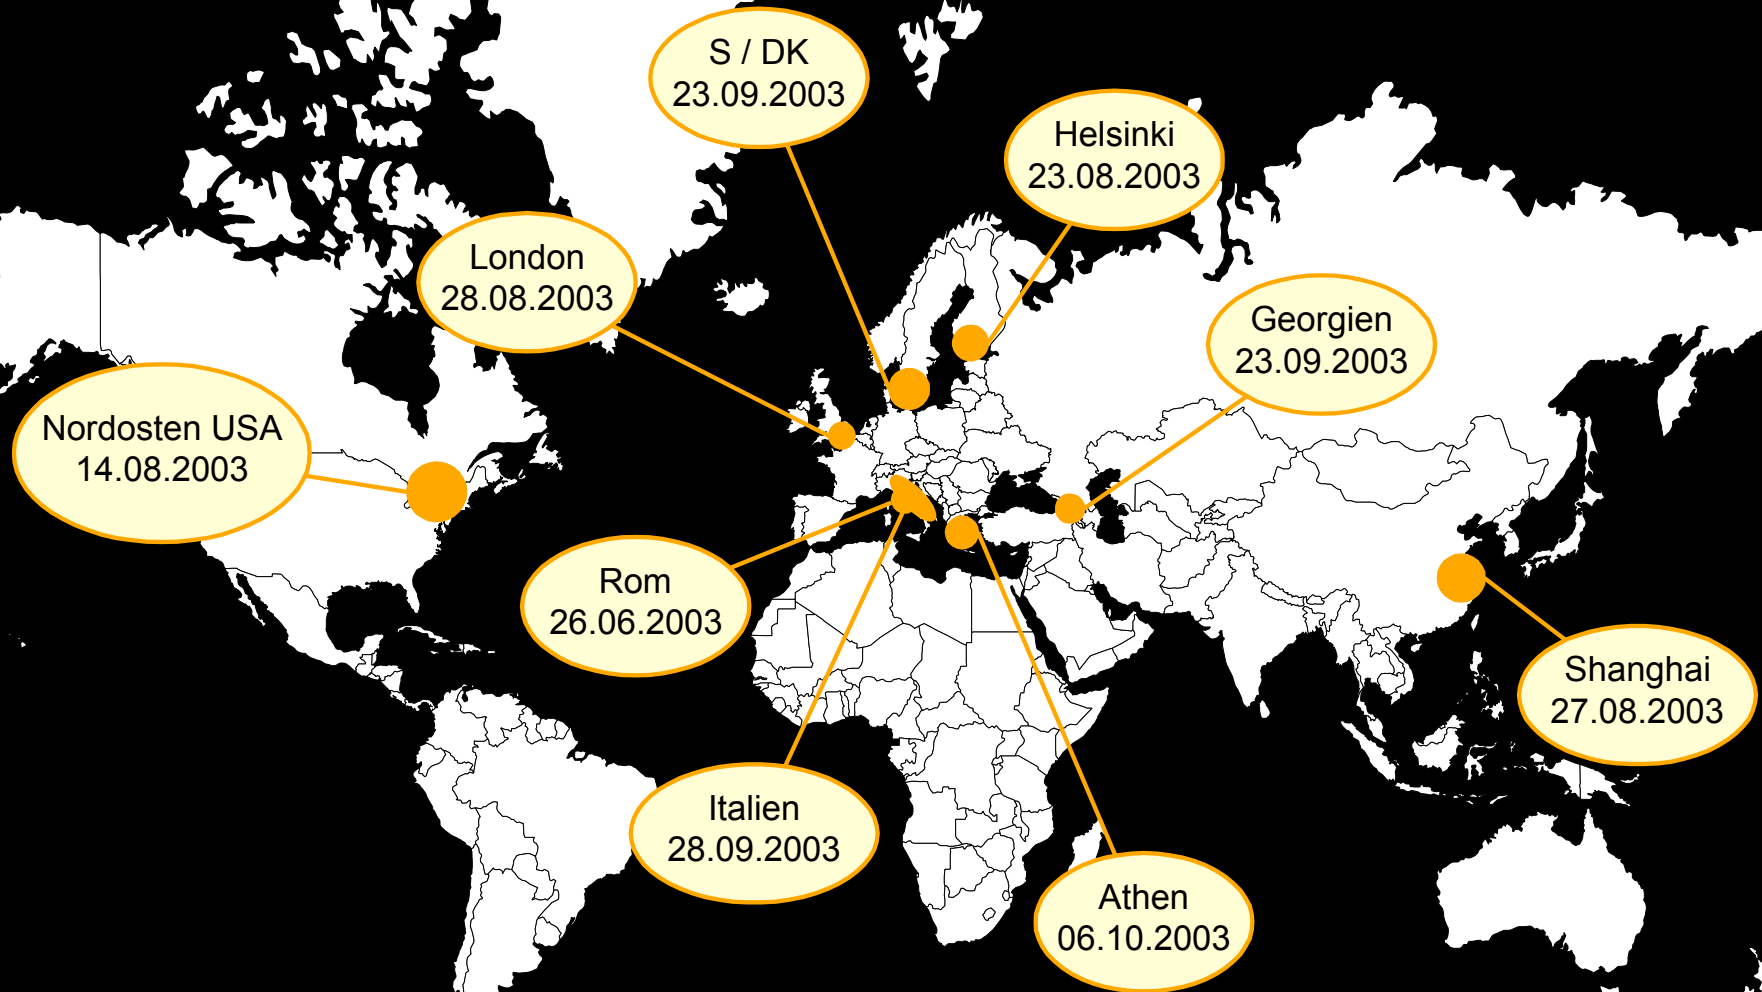 S / DK
23.09.2003
Helsinki
23.08.2003
London
28.08.2003
Georgien
23.09.2003
Nordosten USA
14.08.2003
Rom
26.06.2003
Shanghai
27.08.2003
Italien
28.09.2003
Athen
06.10.2003